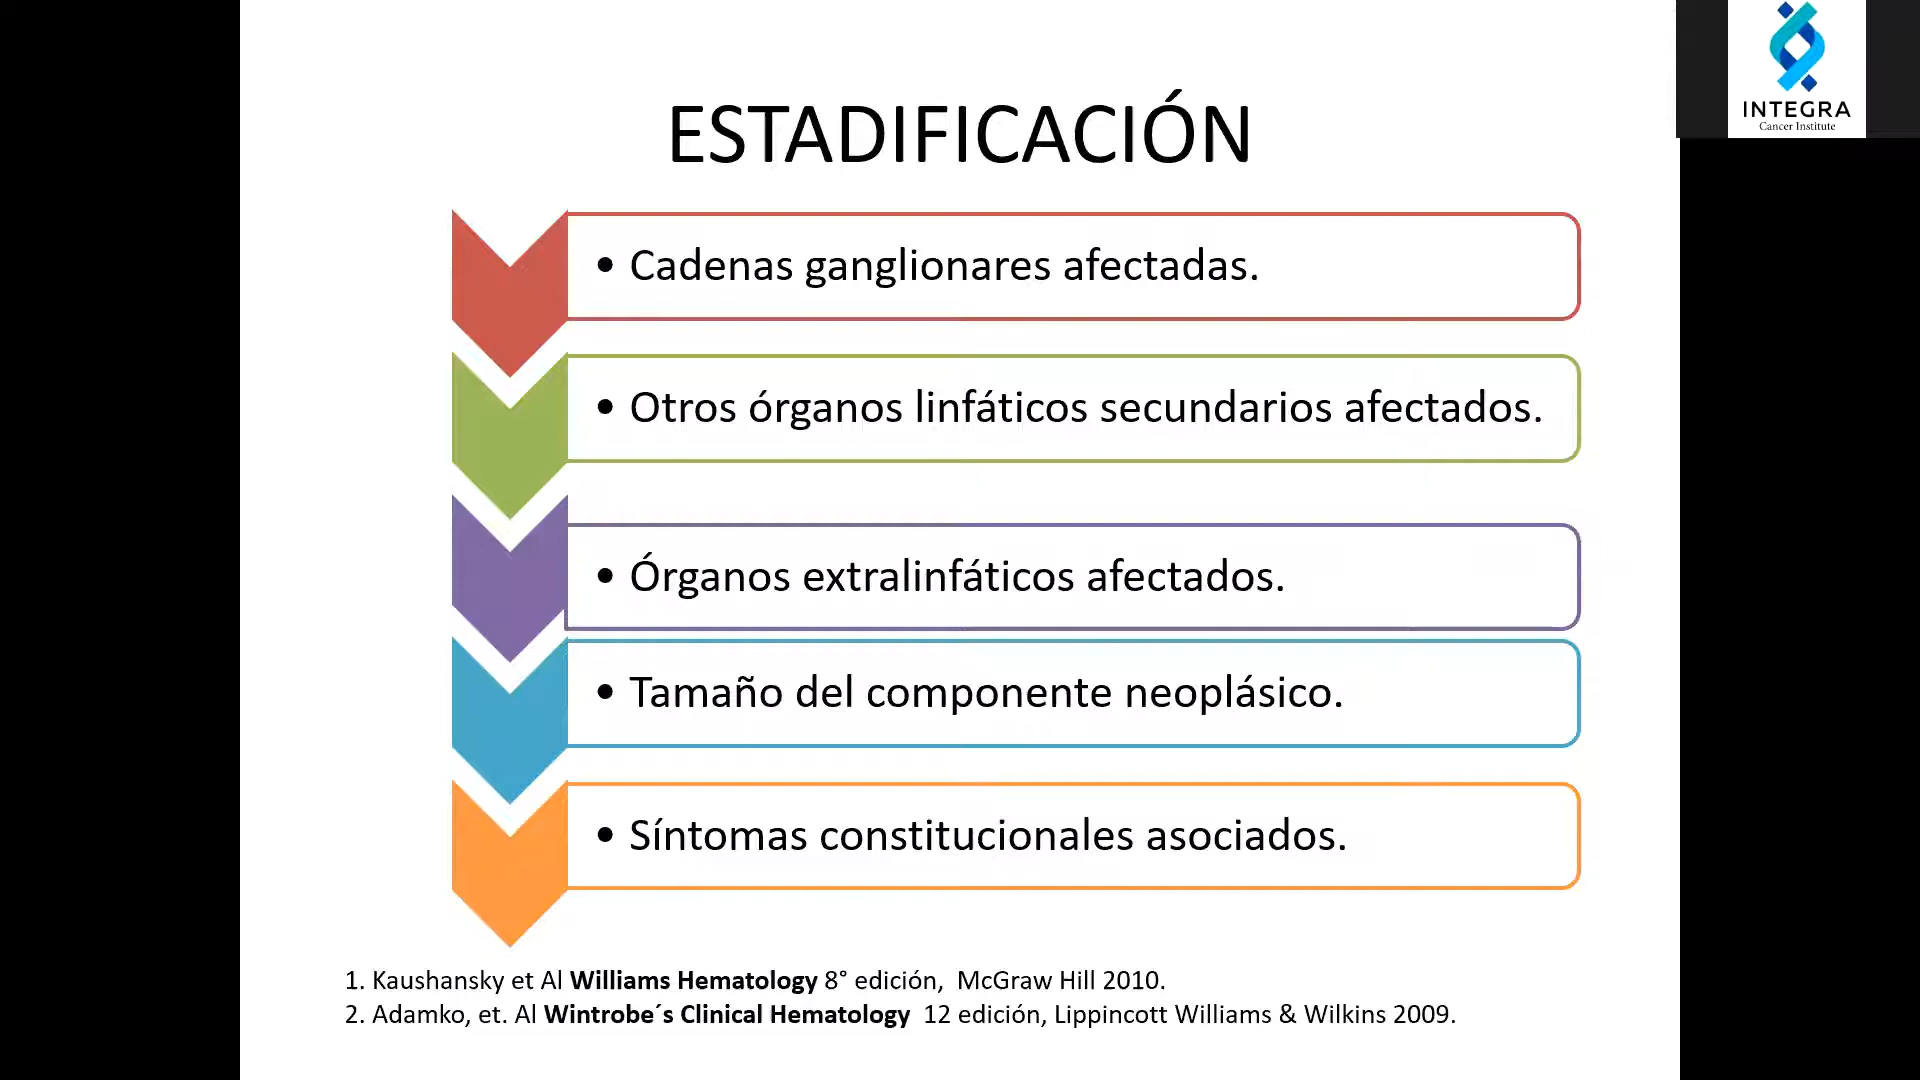 INTEGRA
Cancer Institute
ESTADIFICACIÓN
• Cadenas ganglionares afectadas.
• Otros órganos linfáticos secundarios afectados.
• Órganos extralinfáticos afectados.
• Tamaño del componente neoplásico.
• Síntomas constitucionales asociados.
1. Kaushansky et Al Williams Hematology 8° edición, McGraw Hill 2010.
2. Adamko, et. Al Wintrobe´s Clinical Hematology 12 edición, Lippincott Williams & Wilkins 2009.